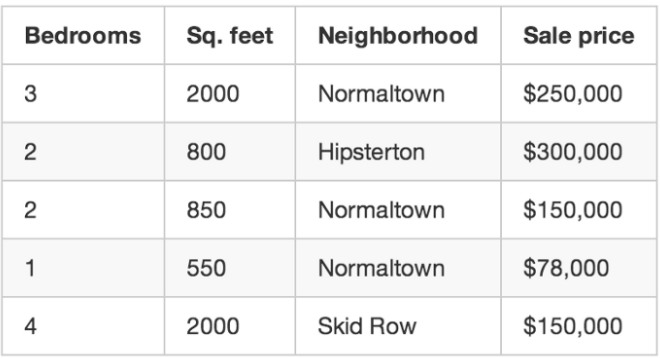 Bedrooms Sq. feet Neighborhood Sale price
3 2000 Normaltown $250,000
2 800 Hipsterton $300,000
2 850 Normaltown $150,000
1 550 Normaltown $78,000
4 2000 Skid Row $150,000